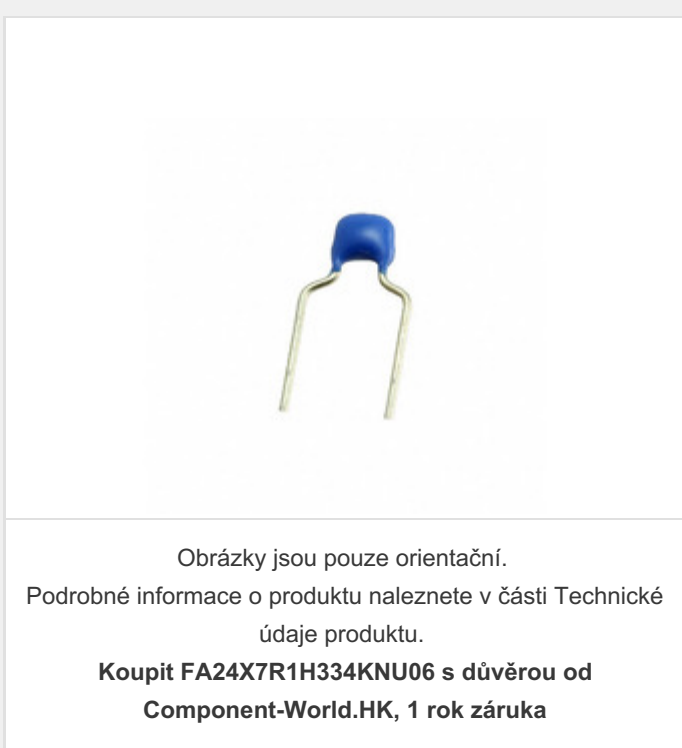 Obrázky jsou pouze orientační.
Podrobné informace o produktu naleznete v části Technické
údaje produktu.
Koupit FA24X7R1H334KNU06 s důvěrou od
Component-World.HK, 1 rok záruka